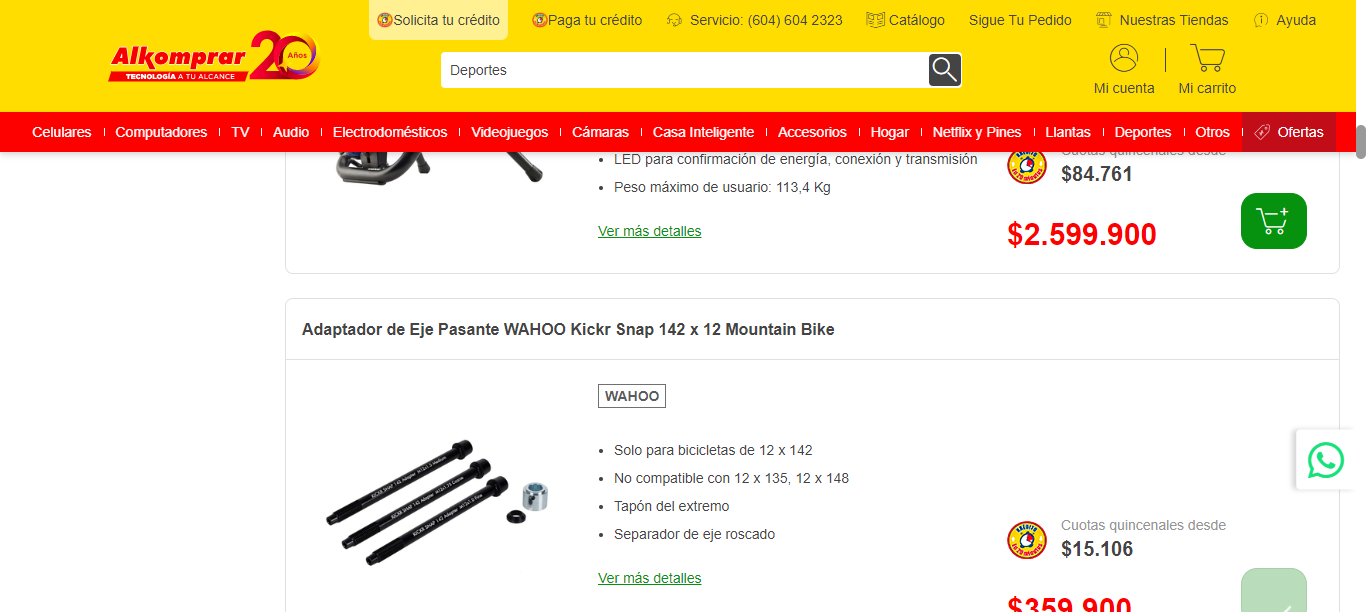 Solicita tu crédito
Paga tu crédito
Servicio: (604) 604 2323
Catálogo
Sigue Tu Pedido
Nuestras Tiendas
Ayuda
Alkomprar 20 Años
TECNOLOGÍA A TU ALCANCE
Deportes
Mi cuenta
Mi carrito
Celulares
Computadores
TV
Audio
Electrodomésticos
Videojuegos
Cámaras
Casa Inteligente
Accesorios
Hogar
Netflix y Pines
Llantas
Deportes
Otros
Ofertas
LED para confirmación de energía, conexión y transmisión
Peso máximo de usuario: 113,4 Kg
Ver más detalles
Cuotas quincenales desde
$84.761
$2.599.900
Adaptador de Eje Pasante WAHOO Kickr Snap 142 x 12 Mountain Bike
WAHOO
Solo para bicicletas de 12 x 142
No compatible con 12 x 135, 12 x 148
Tapón del extremo
Separador de eje roscado
Ver más detalles
Cuotas quincenales desde
$15.106
$359.900